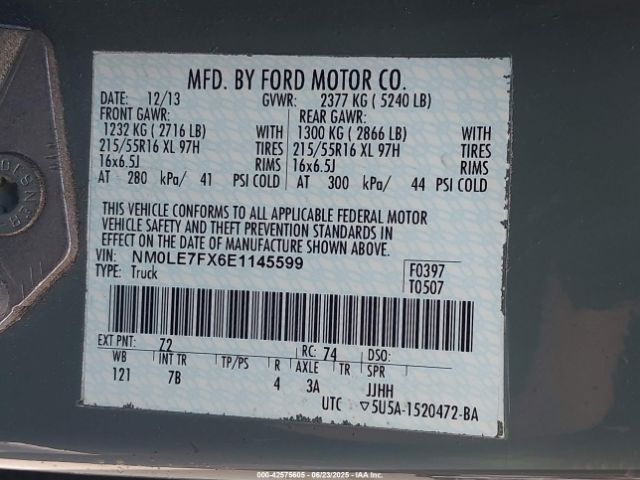 MFD. BY FORD MOTOR CO.
DATE: 12/13 GVWR: 2377 KG ( 5240 LB)
FRONT GAWR: REAR GAWR:
1232 KG ( 2716 LB) WITH 1300 KG ( 2866 LB) WITH
215/55R16 XL 97H TIRES 215/55R16 XL 97H TIRES
16x6.5J RIMS 16x6.5J RIMS
AT 280 kPa/ 41 PSI COLD AT 300 kPa/ 44 PSI COLD
THIS VEHICLE CONFORMS TO ALL APPLICABLE FEDERAL MOTOR
VEHICLE SAFETY AND THEFT PREVENTION STANDARDS IN
EFFECT ON THE DATE OF MANUFACTURE SHOWN ABOVE.
VIN: NM0LE7FX6E1145599 F0397
TYPE: Truck T0507
EXT PNT: 72 RC: 74 DSO:
WB INT TR TP/PS R AXLE TR SPR
121 7B 4 3A JJHH
UTC ▽5U5A-1520472-BA
000-42575605 - 06/23/2025 - IAA Inc.